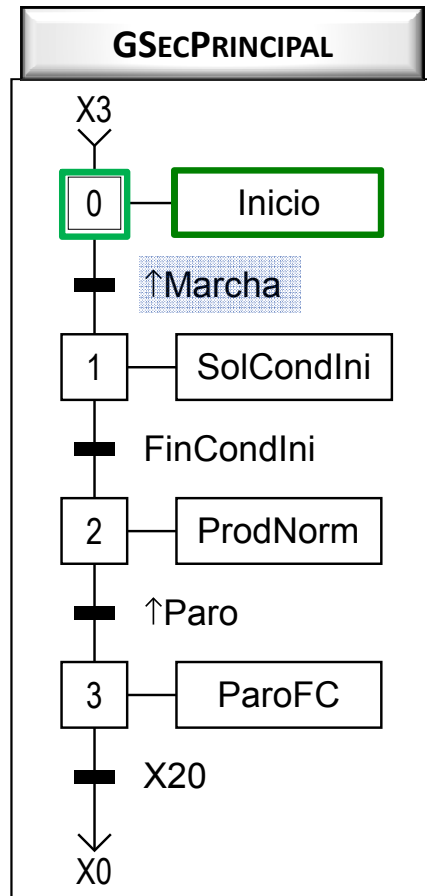 GSECPRINCIPAL
X3
0 Inicio
↑Marcha
1 SolCondIni
FinCondIni
2 ProdNorm
↑Paro
3 ParoFC
X20
X0